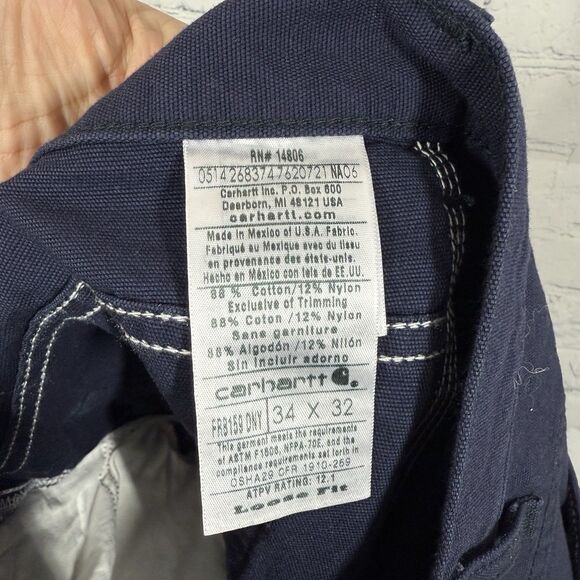 RN# 14806
05142683747620721 NA06
Carhartt Inc. P.O. Box 600
Dearborn, MI 48121 USA
carhartt.com
Made in Mexico of U.S.A. Fabric.
Fabriqué au Mexique avec du tissu
en provenance des états-unis.
Hecho en México con tela de EE.UU.
88 % Cotton/12% Nylon
Exclusive of Trimming
88% Coton /12% Nylon
Sans garniture
88% Algodón /12% Nilón
Sin incluir adorno
carhartt
FRB159 DNY 34 X 32
This garment meets the requirements
of ASTM F1506, NFPA-70E, and the
compliance requirements set forth in
OSHA29 CFR 1910-269
ATPV RATING: 12.1
Loose Fit